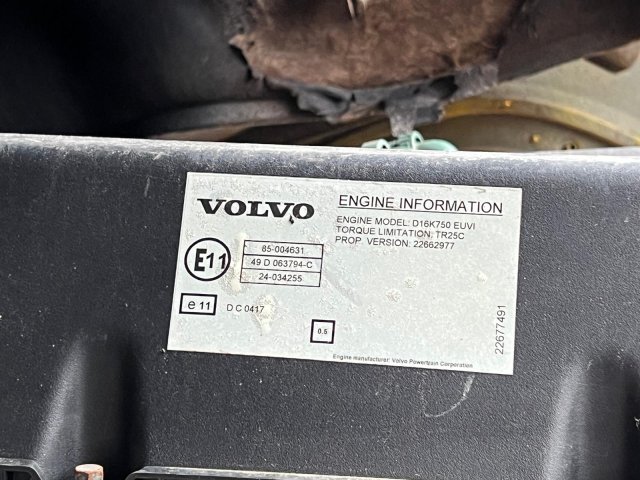 VOLVO
ENGINE INFORMATION
ENGINE MODEL: D16K750 EUVI
TORQUE LIMITATION: TR25C
PROP. VERSION: 22662977
E11
85-004631
49 D 063794-C
24-034255
e 11
D C 0417
0.5
22677491
Engine manufacturer: Volvo Powertrain Corporation